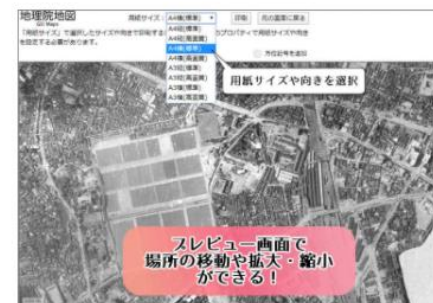 地理院地図
GSI Maps
用紙サイズ: A4横(標準) 印刷 元の画面に戻る
「用紙サイズ」で選択したサイズや向きで印刷する
のプロパティで用紙サイズや向き
を設定する必要があります。
A4縦(標準)
A4縦(高画質)
A4横(標準)
A4横(高画質)
A3縦(標準)
A3縦(高画質)
A3横(標準)
A3横(高画質)
方位記号を追加
用紙サイズや向きを選択
プレビュー画面で
場所の移動や拡大・縮小
ができる!